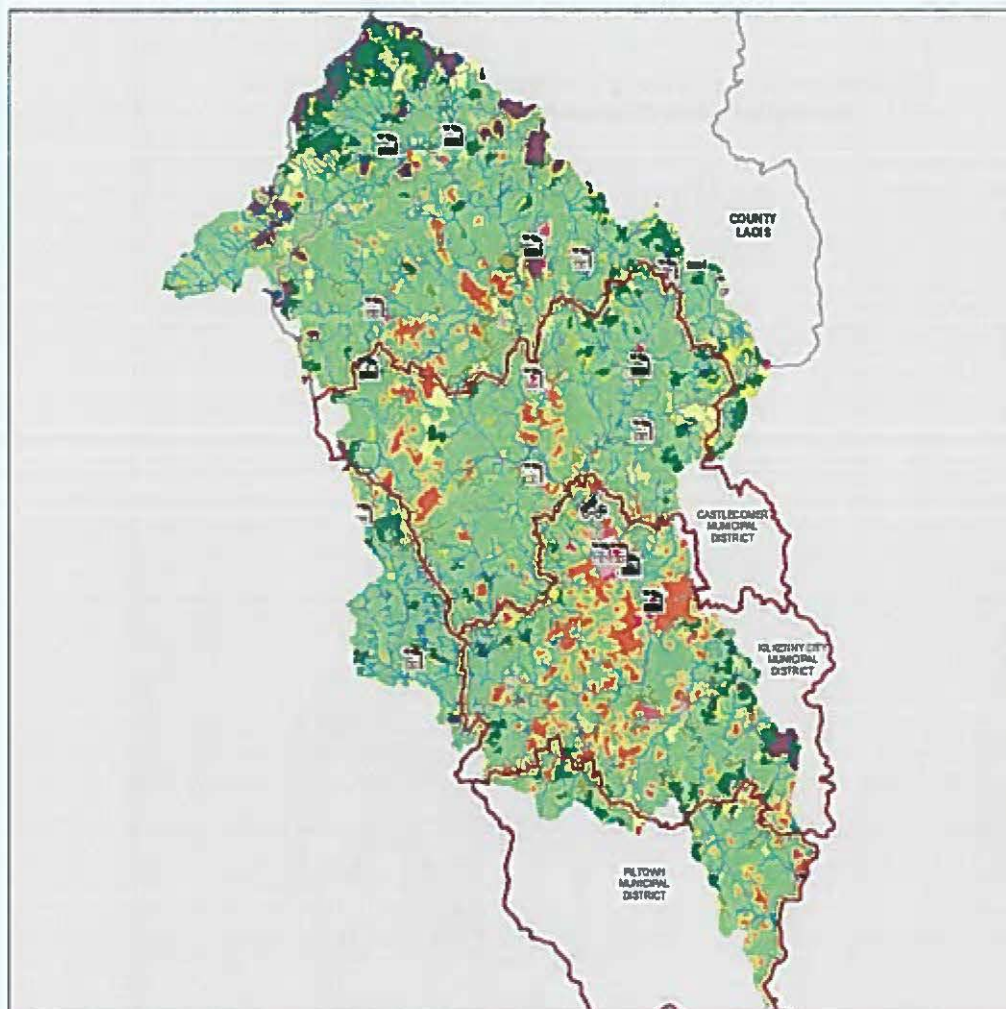 COUNTY
LAOIS
CASTLECOMER
MUNICIPAL
DISTRICT
KILKENNY CITY
MUNICIPAL
DISTRICT
PILTOWN
MUNICIPAL
DISTRICT